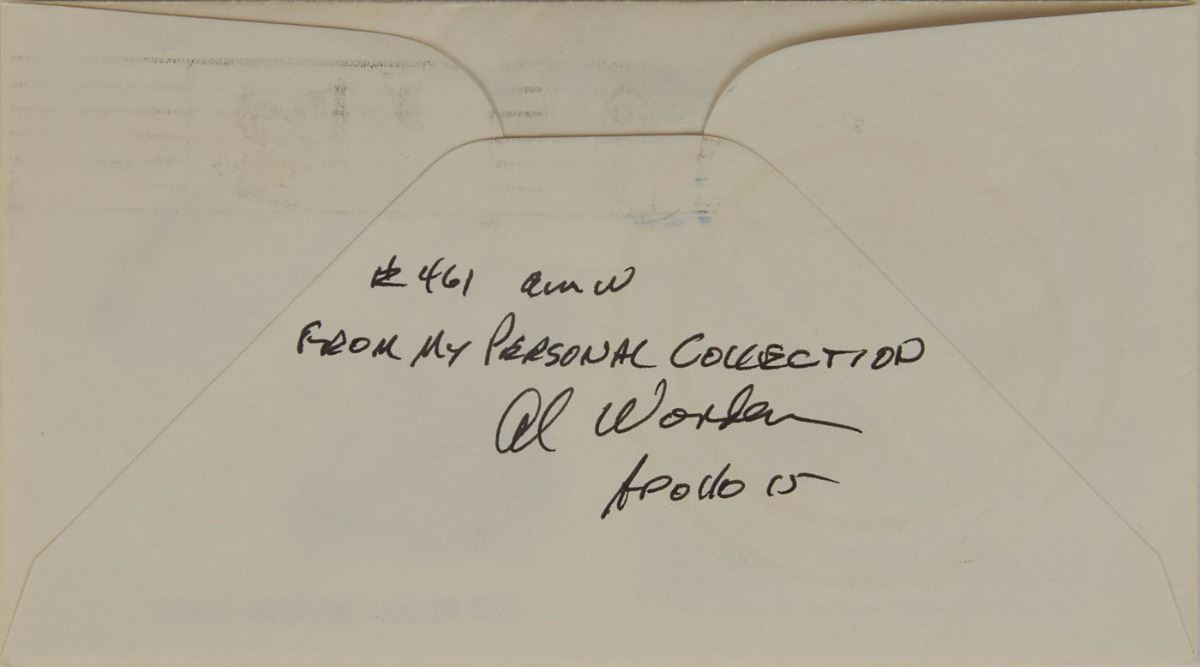 # 461 amw
FROM MY PERSONAL COLLECTION
Al Worden
Apollo 15